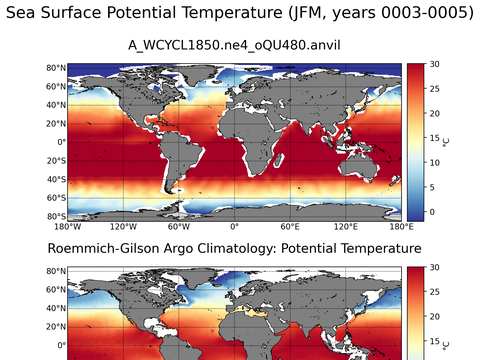 Sea Surface Potential Temperature (JFM, years 0003-0005)
A_WCYCL1850.ne4_oQU480.anvil
80°N
60°N
40°N
20°N
0°
20°S
40°S
60°S
80°S
180°W 120°W 60°W 0° 60°E 120°E 180°E
30
25
20
15
10
5
0
°C
Roemmich-Gilson Argo Climatology: Potential Temperature
80°N
60°N
40°N
20°N
0°
30
25
20
15
°C